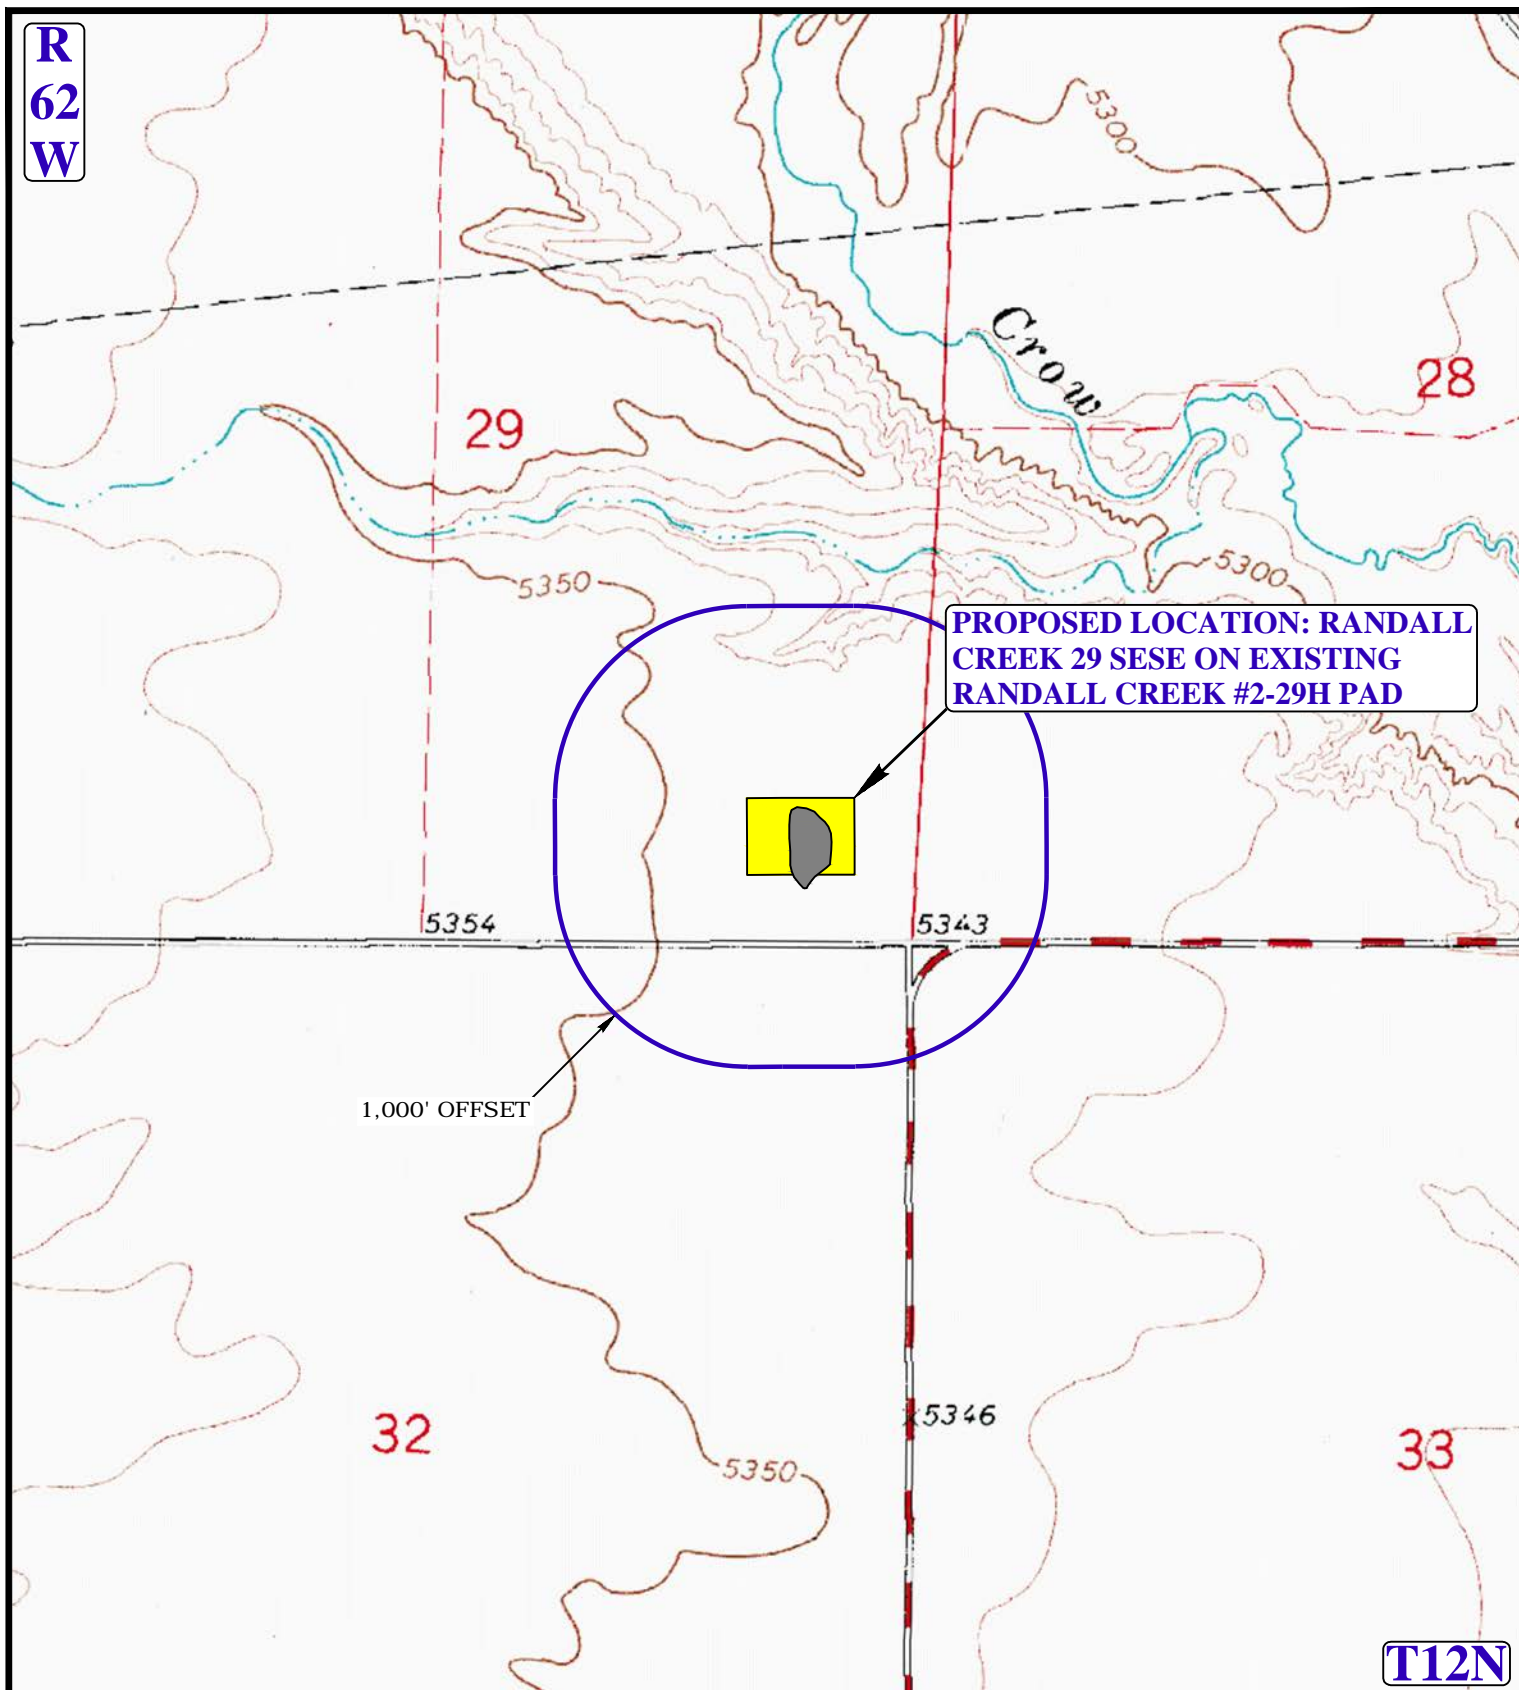 R
62
W
5300
Crow
28
29
5350
5300
PROPOSED LOCATION: RANDALL
CREEK 29 SESE ON EXISTING
RANDALL CREEK #2-29H PAD
5354
5343
1,000' OFFSET
5346
32
33
5350
T12N